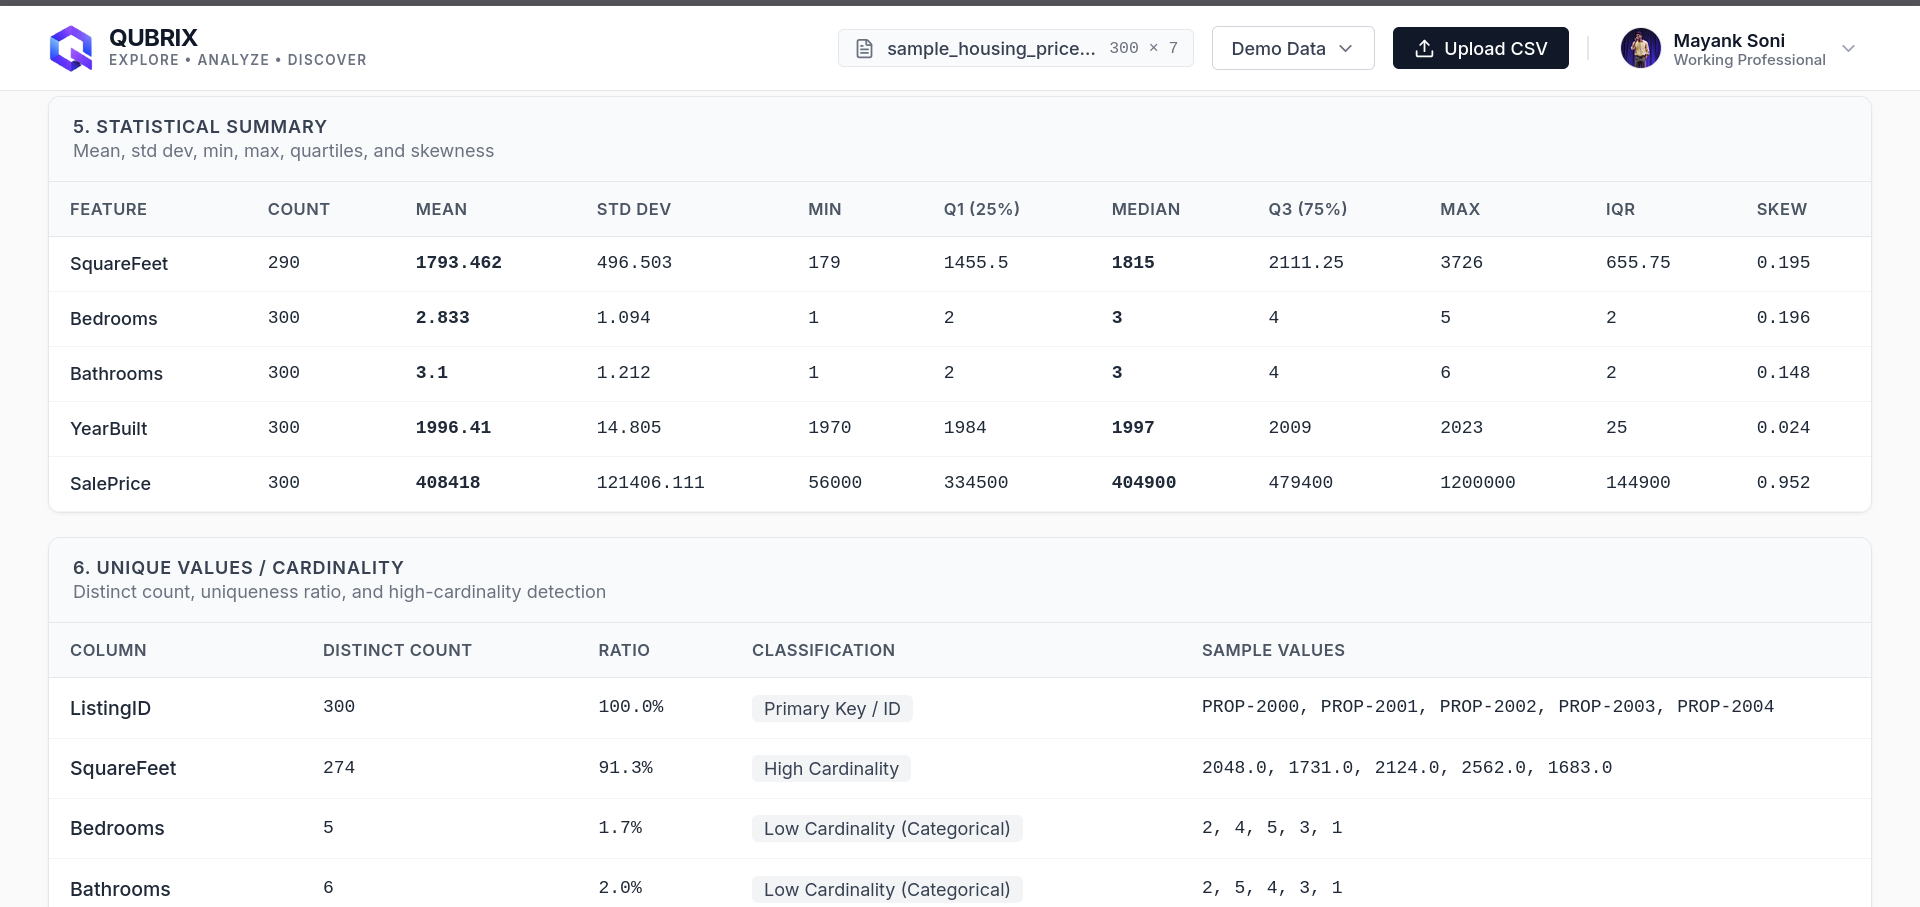 QUBRIX
EXPLORE • ANALYZE • DISCOVER
sample_housing_price... 300 × 7
Demo Data
Upload CSV
Mayank Soni
Working Professional
5. STATISTICAL SUMMARY
Mean, std dev, min, max, quartiles, and skewness
FEATURE COUNT MEAN STD DEV MIN Q1 (25%) MEDIAN Q3 (75%) MAX IQR SKEW
SquareFeet 290 1793.462 496.503 179 1455.5 1815 2111.25 3726 655.75 0.195
Bedrooms 300 2.833 1.094 1 2 3 4 5 2 0.196
Bathrooms 300 3.1 1.212 1 2 3 4 6 2 0.148
YearBuilt 300 1996.41 14.805 1970 1984 1997 2009 2023 25 0.024
SalePrice 300 408418 121406.111 56000 334500 404900 479400 1200000 144900 0.952
6. UNIQUE VALUES / CARDINALITY
Distinct count, uniqueness ratio, and high-cardinality detection
COLUMN DISTINCT COUNT RATIO CLASSIFICATION SAMPLE VALUES
ListingID 300 100.0% Primary Key / ID PROP-2000, PROP-2001, PROP-2002, PROP-2003, PROP-2004
SquareFeet 274 91.3% High Cardinality 2048.0, 1731.0, 2124.0, 2562.0, 1683.0
Bedrooms 5 1.7% Low Cardinality (Categorical) 2, 4, 5, 3, 1
Bathrooms 6 2.0% Low Cardinality (Categorical) 2, 5, 4, 3, 1